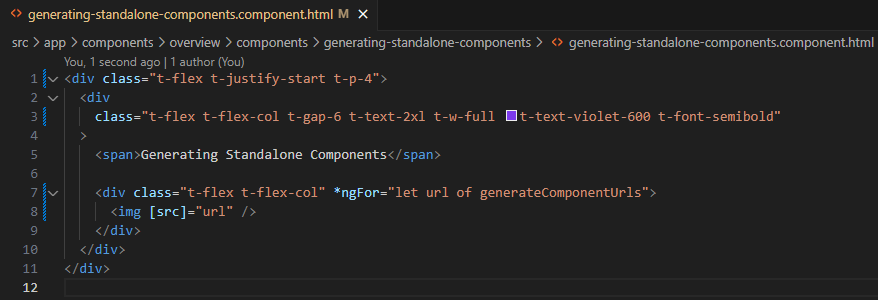 generating-standalone-components.component.html M ×
src > app > components > overview > components > generating-standalone-components > <> generating-standalone-components.component.html
You, 1 second ago | 1 author (You)
1 <div class="t-flex t-justify-start t-p-4">
2 <div
3 class="t-flex t-flex-col t-gap-6 t-text-2xl t-w-full t-text-violet-600 t-font-semibold"
4 >
5 <span>Generating Standalone Components</span>
6
7 <div class="t-flex t-flex-col" *ngFor="let url of generateComponentUrls">
8 <img [src]="url" />
9 </div>
10 </div>
11 </div>
12